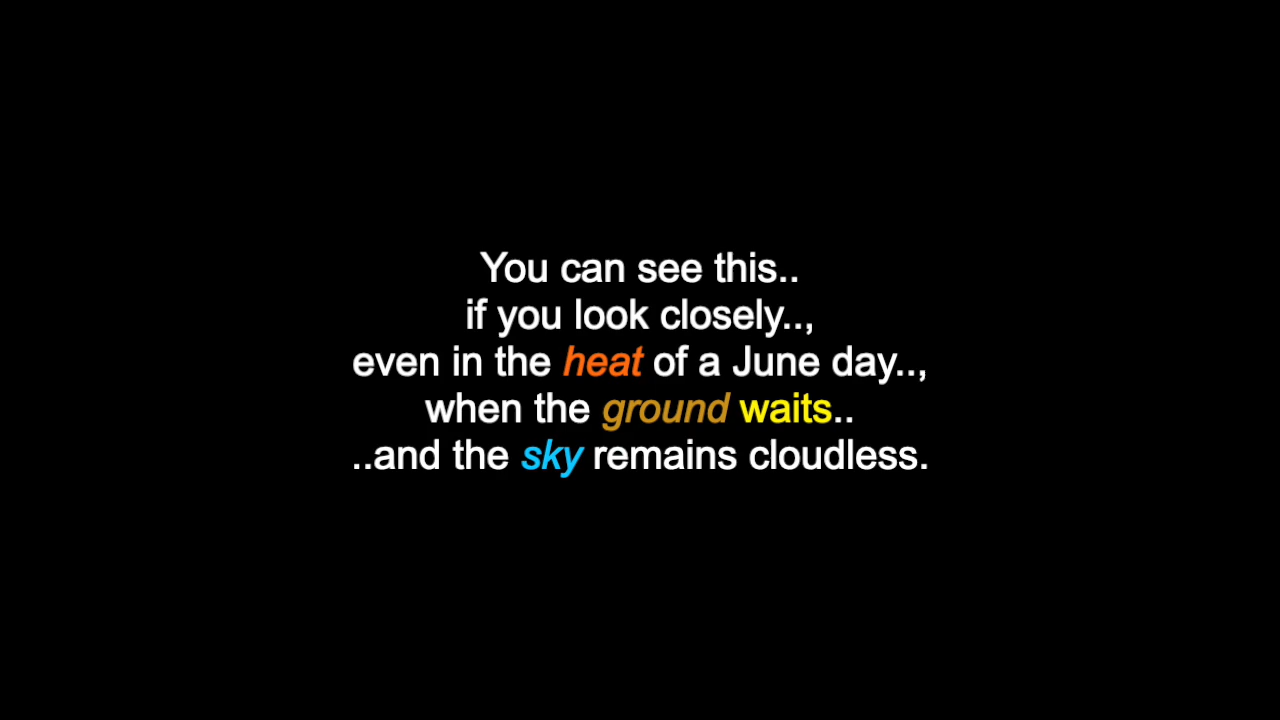 You can see this..
if you look closely..,
even in the heat of a June day..,
when the ground waits..
..and the sky remains cloudless.